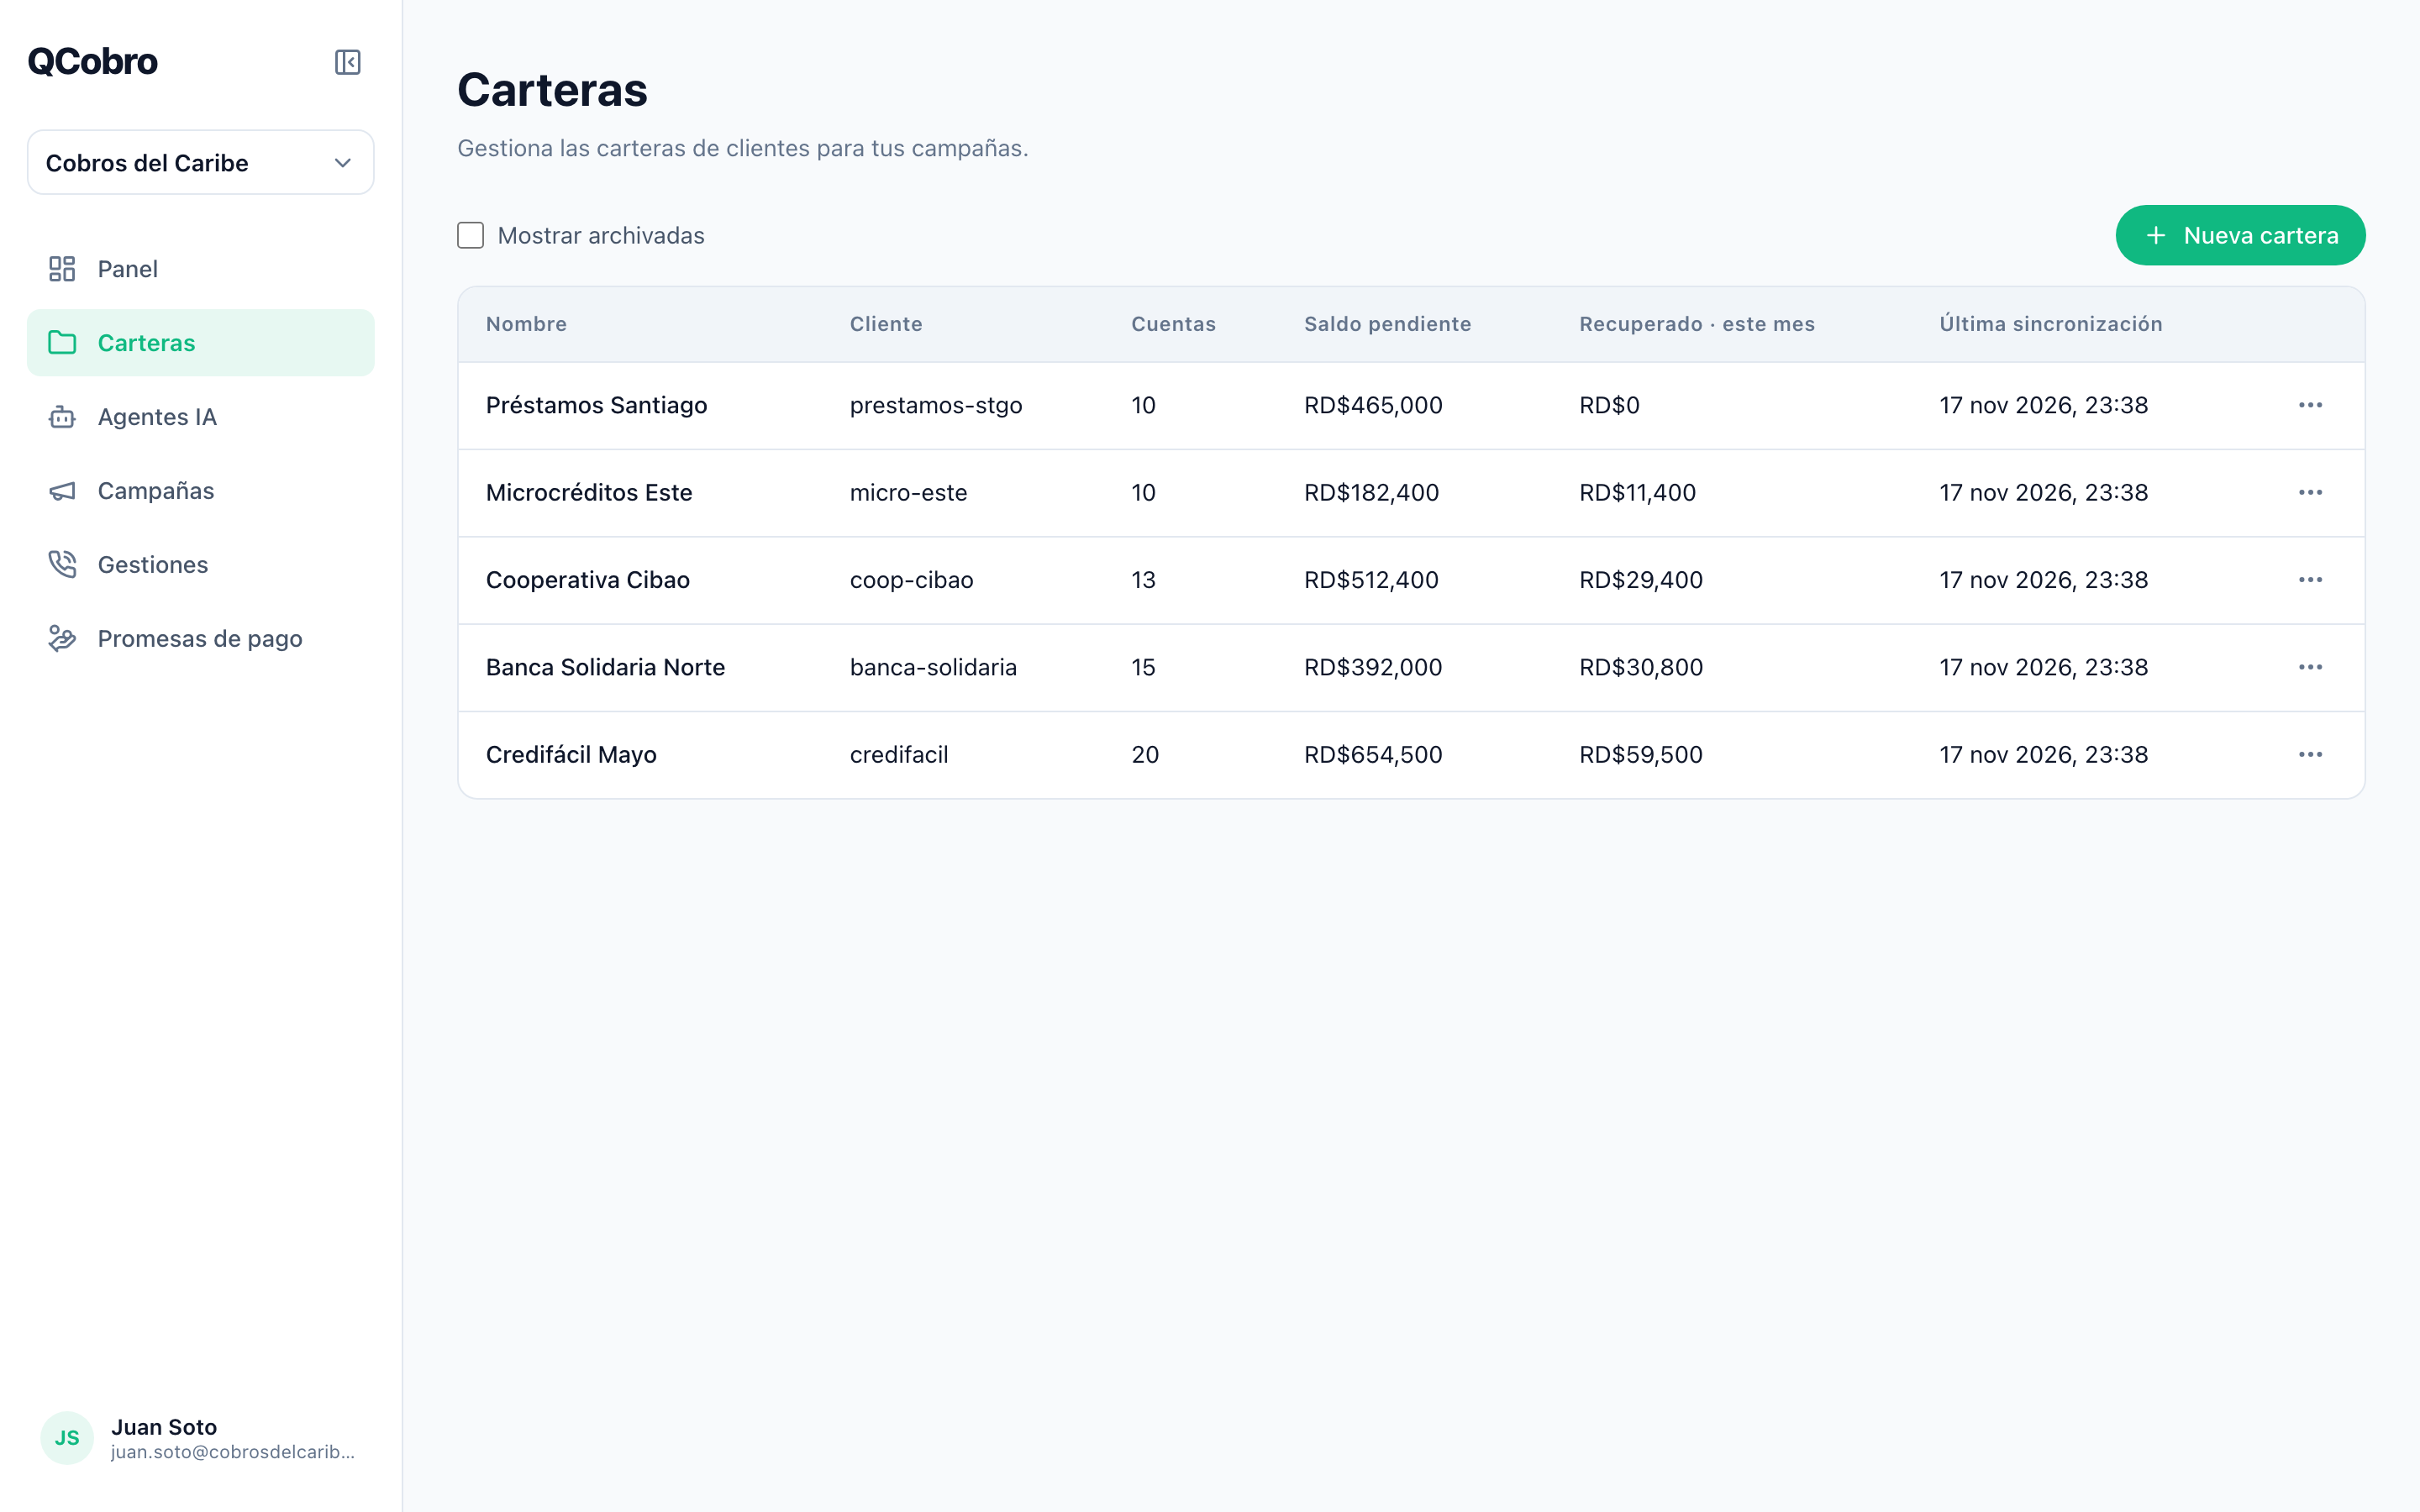 QCobro
Cobros del Caribe
Panel
Carteras
Agentes IA
Campañas
Gestiones
Promesas de pago
JS
Juan Soto
juan.soto@cobrosdelcarib...
Carteras
Gestiona las carteras de clientes para tus campañas.
Mostrar archivadas
+ Nueva cartera
Nombre Cliente Cuentas Saldo pendiente Recuperado · este mes Última sincronización
Préstamos Santiago prestamos-stgo 10 RD$465,000 RD$0 17 nov 2026, 23:38
Microcréditos Este micro-este 10 RD$182,400 RD$11,400 17 nov 2026, 23:38
Cooperativa Cibao coop-cibao 13 RD$512,400 RD$29,400 17 nov 2026, 23:38
Banca Solidaria Norte banca-solidaria 15 RD$392,000 RD$30,800 17 nov 2026, 23:38
Credifácil Mayo credifacil 20 RD$654,500 RD$59,500 17 nov 2026, 23:38